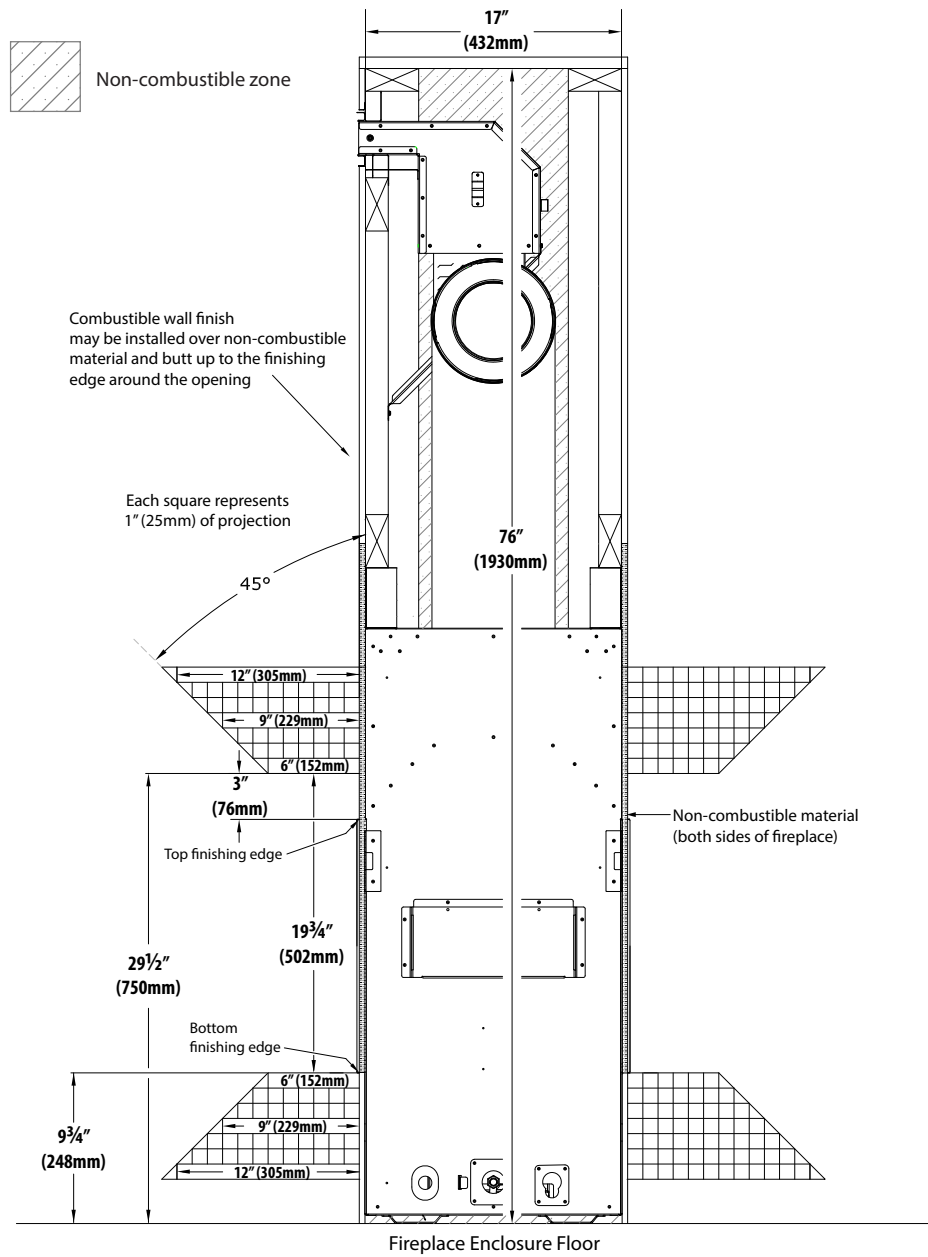 17"
(432mm)
Non-combustible zone
Combustible wall finish
may be installed over non-combustible
material and butt up to the finishing
edge around the opening
Each square represents
1" (25mm) of projection
45°
76"
(1930mm)
12" (305mm)
9" (229mm)
6" (152mm)
3"
(76mm)
Top finishing edge
Non-combustible material
(both sides of fireplace)
19¾"
(502mm)
29½"
(750mm)
Bottom
finishing edge
6" (152mm)
9" (229mm)
12" (305mm)
9¾"
(248mm)
Fireplace Enclosure Floor